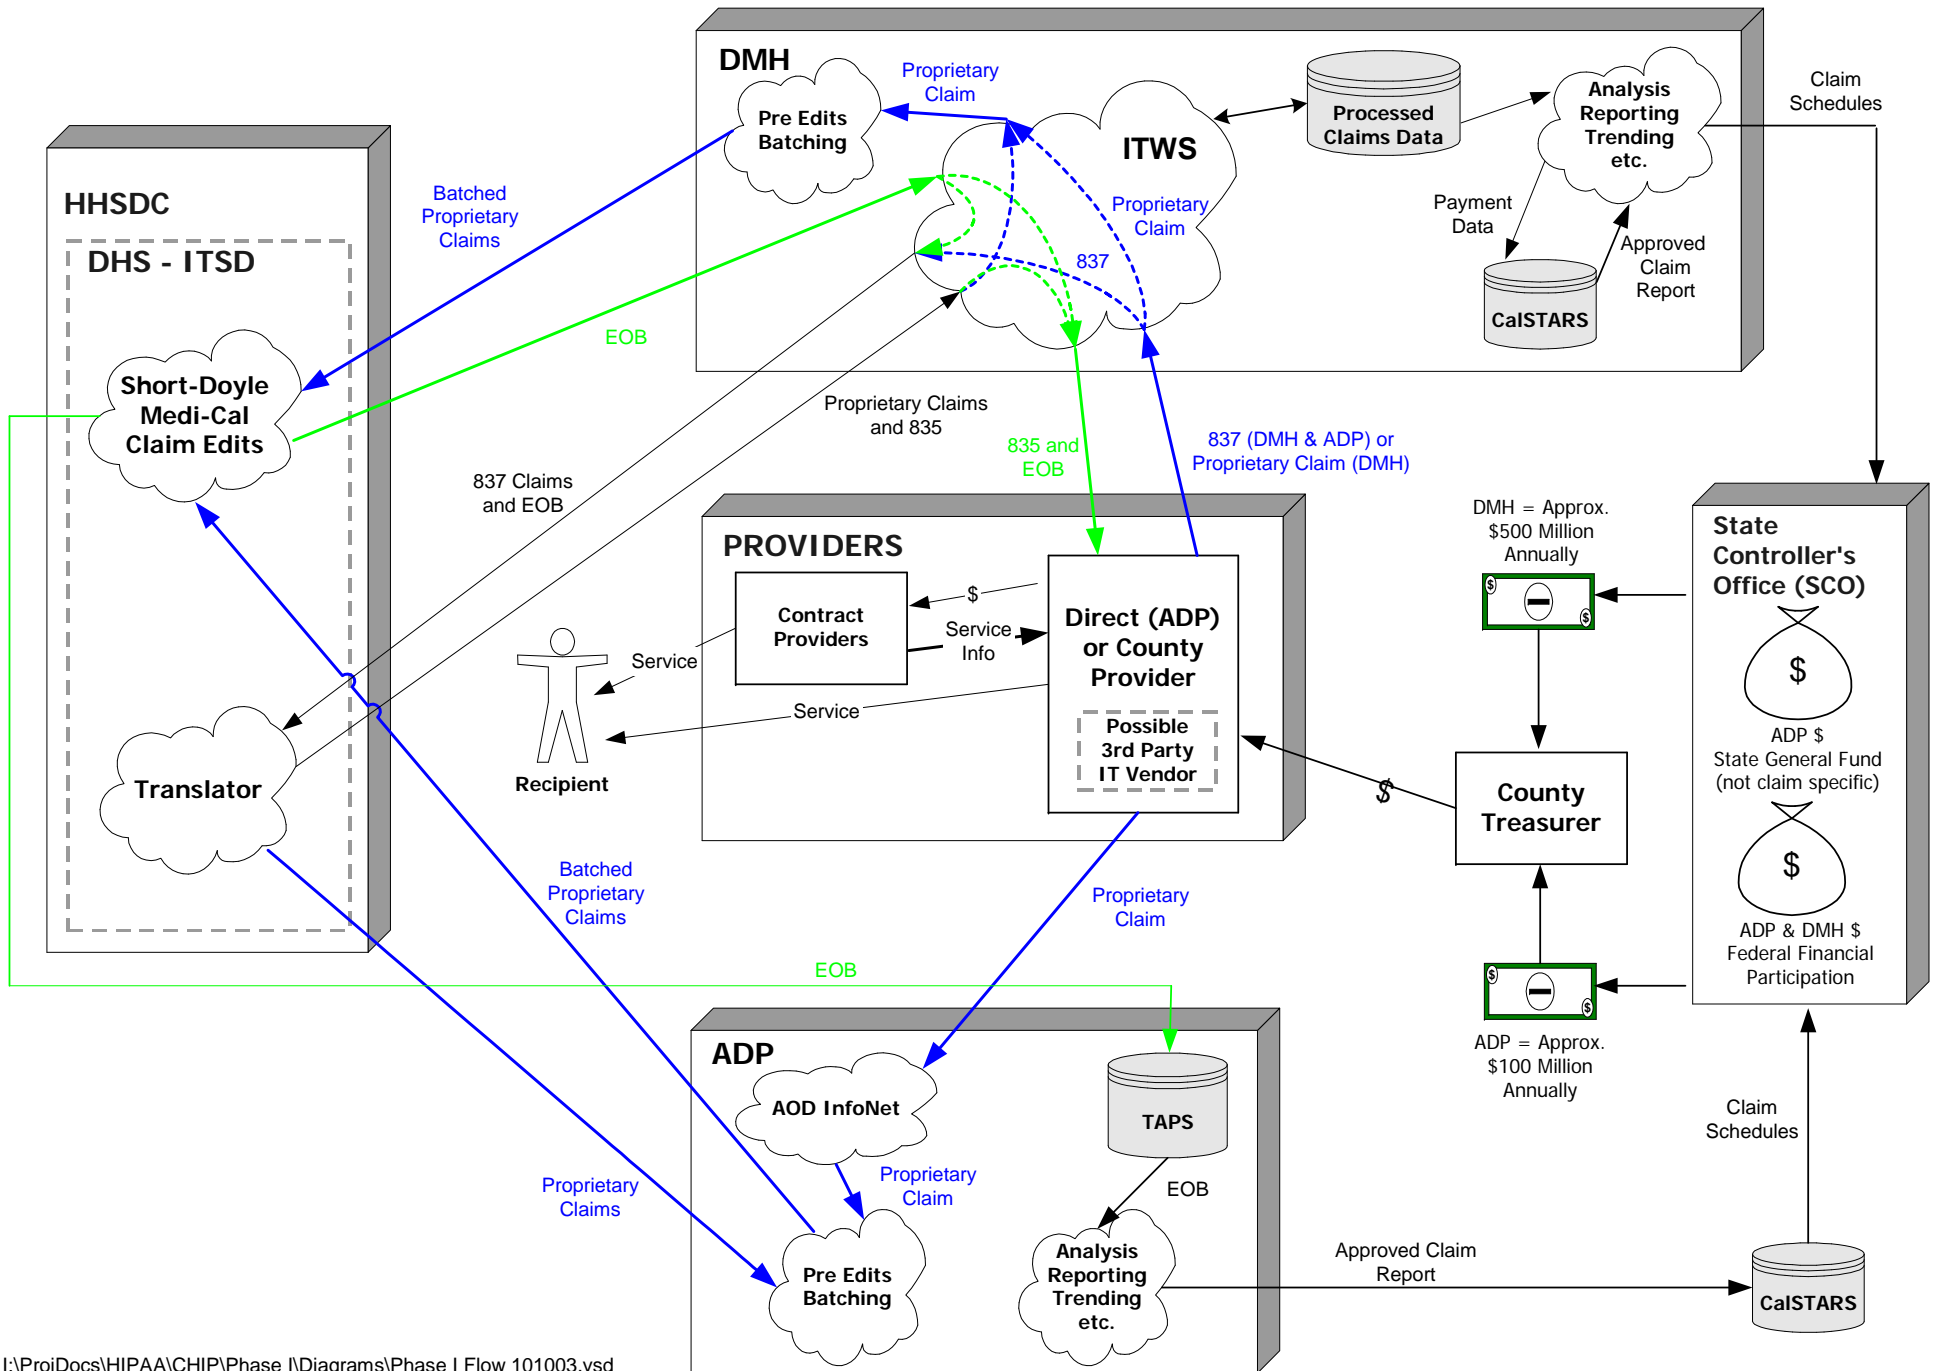 DMH
Pre Edits
Batching
Proprietary
Claim
ITWS
Proprietary
Claim
837
Processed
Claims Data
Analysis
Reporting
Trending
etc.
Payment
Data
Approved
Claim
Report
CalSTARS
Claim
Schedules
HHSDC
DHS - ITSD
Short-Doyle
Medi-Cal
Claim Edits
Translator
Batched
Proprietary
Claims
EOB
Proprietary Claims
and 835
837 Claims
and EOB
835 and
EOB
837 (DMH & ADP) or
Proprietary Claim (DMH)
PROVIDERS
Contract
Providers
$
Service
Info
Direct (ADP)
or County
Provider
Possible
3rd Party
IT Vendor
Service
Service
Recipient
DMH = Approx.
$500 Million
Annually
$
$
State
Controller's
Office (SCO)
$
ADP $
State General Fund
(not claim specific)
$
ADP & DMH $
Federal Financial
Participation
County
Treasurer
$
$
$
ADP = Approx.
$100 Million
Annually
Claim
Schedules
Batched
Proprietary
Claims
Proprietary
Claim
EOB
Proprietary
Claims
ADP
AOD InfoNet
Proprietary
Claim
Pre Edits
Batching
TAPS
EOB
Analysis
Reporting
Trending
etc.
Approved Claim
Report
CalSTARS
I:\ProjDocs\HIPAA\CHIP\Phase I\Diagrams\Phase I Flow 101003.vsd